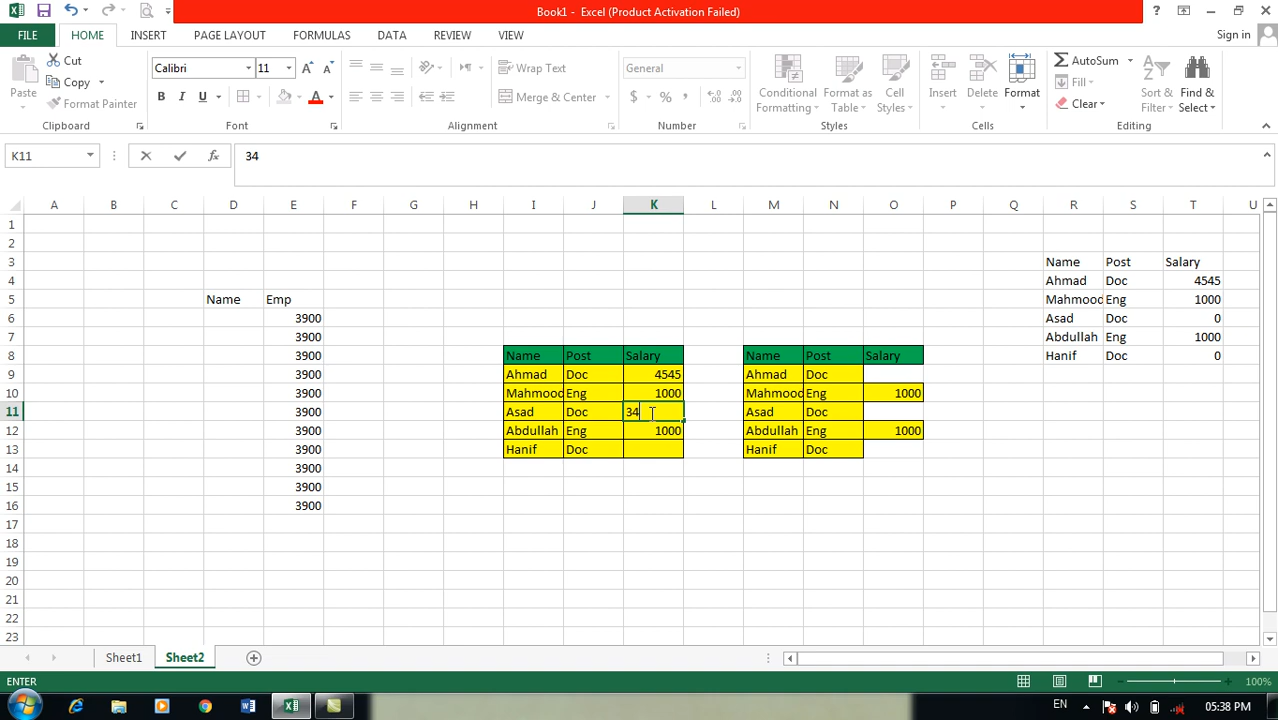 Book1 - Excel (Product Activation Failed)
?
FILE HOME INSERT PAGE LAYOUT FORMULAS DATA REVIEW VIEW Sign in
Paste
Cut
Copy
Format Painter
Clipboard
Calibri 11
B I U
Font
Wrap Text
Merge & Center
Alignment
General
$ % ,
Number
Conditional Formatting
Format as Table
Cell Styles
Styles
Insert
Delete
Format
Cells
AutoSum
Fill
Clear
Sort & Filter
Find & Select
Editing
K11 fx 34
A B C D E F G H I J K L M N O P Q R S T U
1
2
3 Name Post Salary
4 Ahmad Doc 4545
5 Name Emp Mahmood Eng 1000
6 3900 Asad Doc 0
7 3900 Abdullah Eng 1000
8 3900 Name Post Salary Name Post Salary Hanif Doc 0
9 3900 Ahmad Doc 4545 Ahmad Doc
10 3900 Mahmood Eng 1000 Mahmood Eng 1000
11 3900 Asad Doc 34 Asad Doc
12 3900 Abdullah Eng 1000 Abdullah Eng 1000
13 3900 Hanif Doc Hanif Doc
14 3900
15 3900
16 3900
17
18
19
20
21
22
23
Sheet1 Sheet2
ENTER 100%
EN 05:38 PM